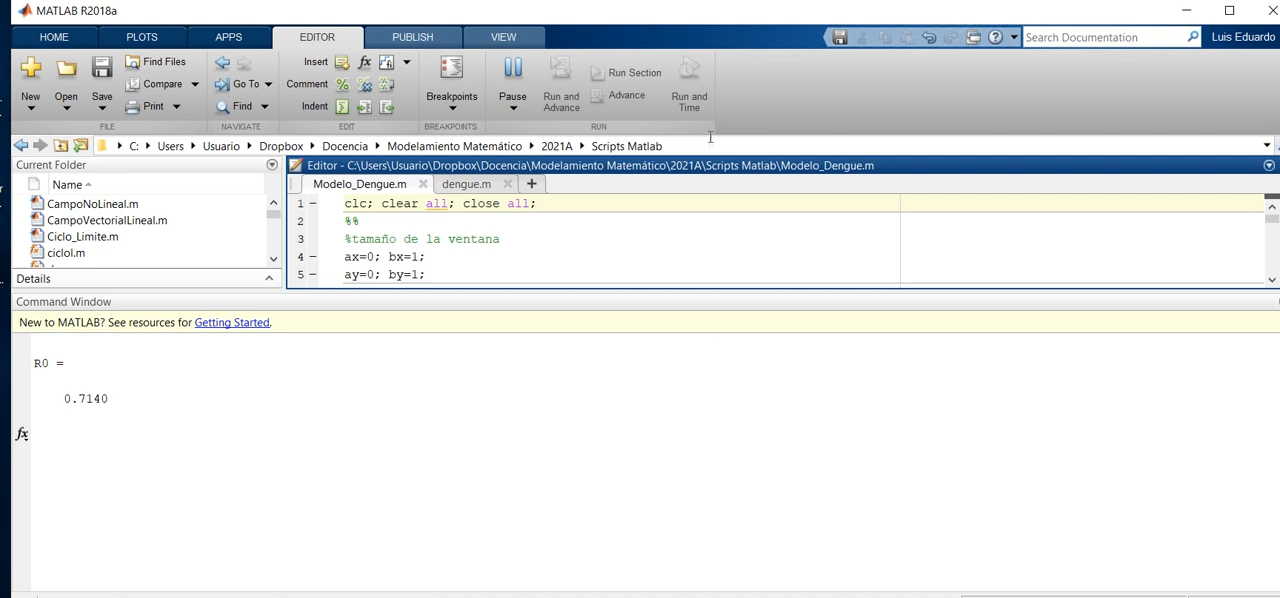 MATLAB R2018a
HOME PLOTS APPS EDITOR PUBLISH VIEW
Search Documentation
Luis Eduardo
New
Open
Save
Find Files
Compare
Print
FILE
Go To
Find
NAVIGATE
Insert
Comment
Indent
EDIT
Breakpoints
BREAKPOINTS
Pause
Run and Advance
Run Section
Advance
Run and Time
RUN
C: Users Usuario Dropbox Docencia Modelamiento Matemático 2021A Scripts Matlab
Current Folder
Name
CampoNoLineal.m
CampoVectorialLineal.m
Ciclo_Limite.m
ciclol.m
Details
Editor - C:\Users\Usuario\Dropbox\Docencia\Modelamiento Matemático\2021A\Scripts Matlab\Modelo_Dengue.m
Modelo_Dengue.m dengue.m
1 - clc; clear all; close all;
2 %%
3 %tamaño de la ventana
4 - ax=0; bx=1;
5 - ay=0; by=1;
Command Window
New to MATLAB? See resources for Getting Started.
R0 =
0.7140
fx